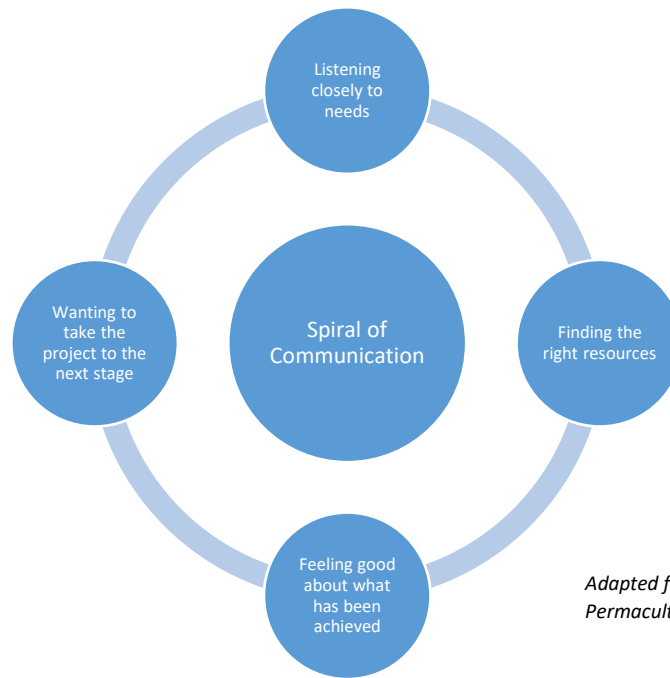 Listening
closely to
needs
Wanting to
take the
project to the
next stage
Spiral of
Communication
Finding the
right resources
Feeling good
about what
has been
achieved
Adapted